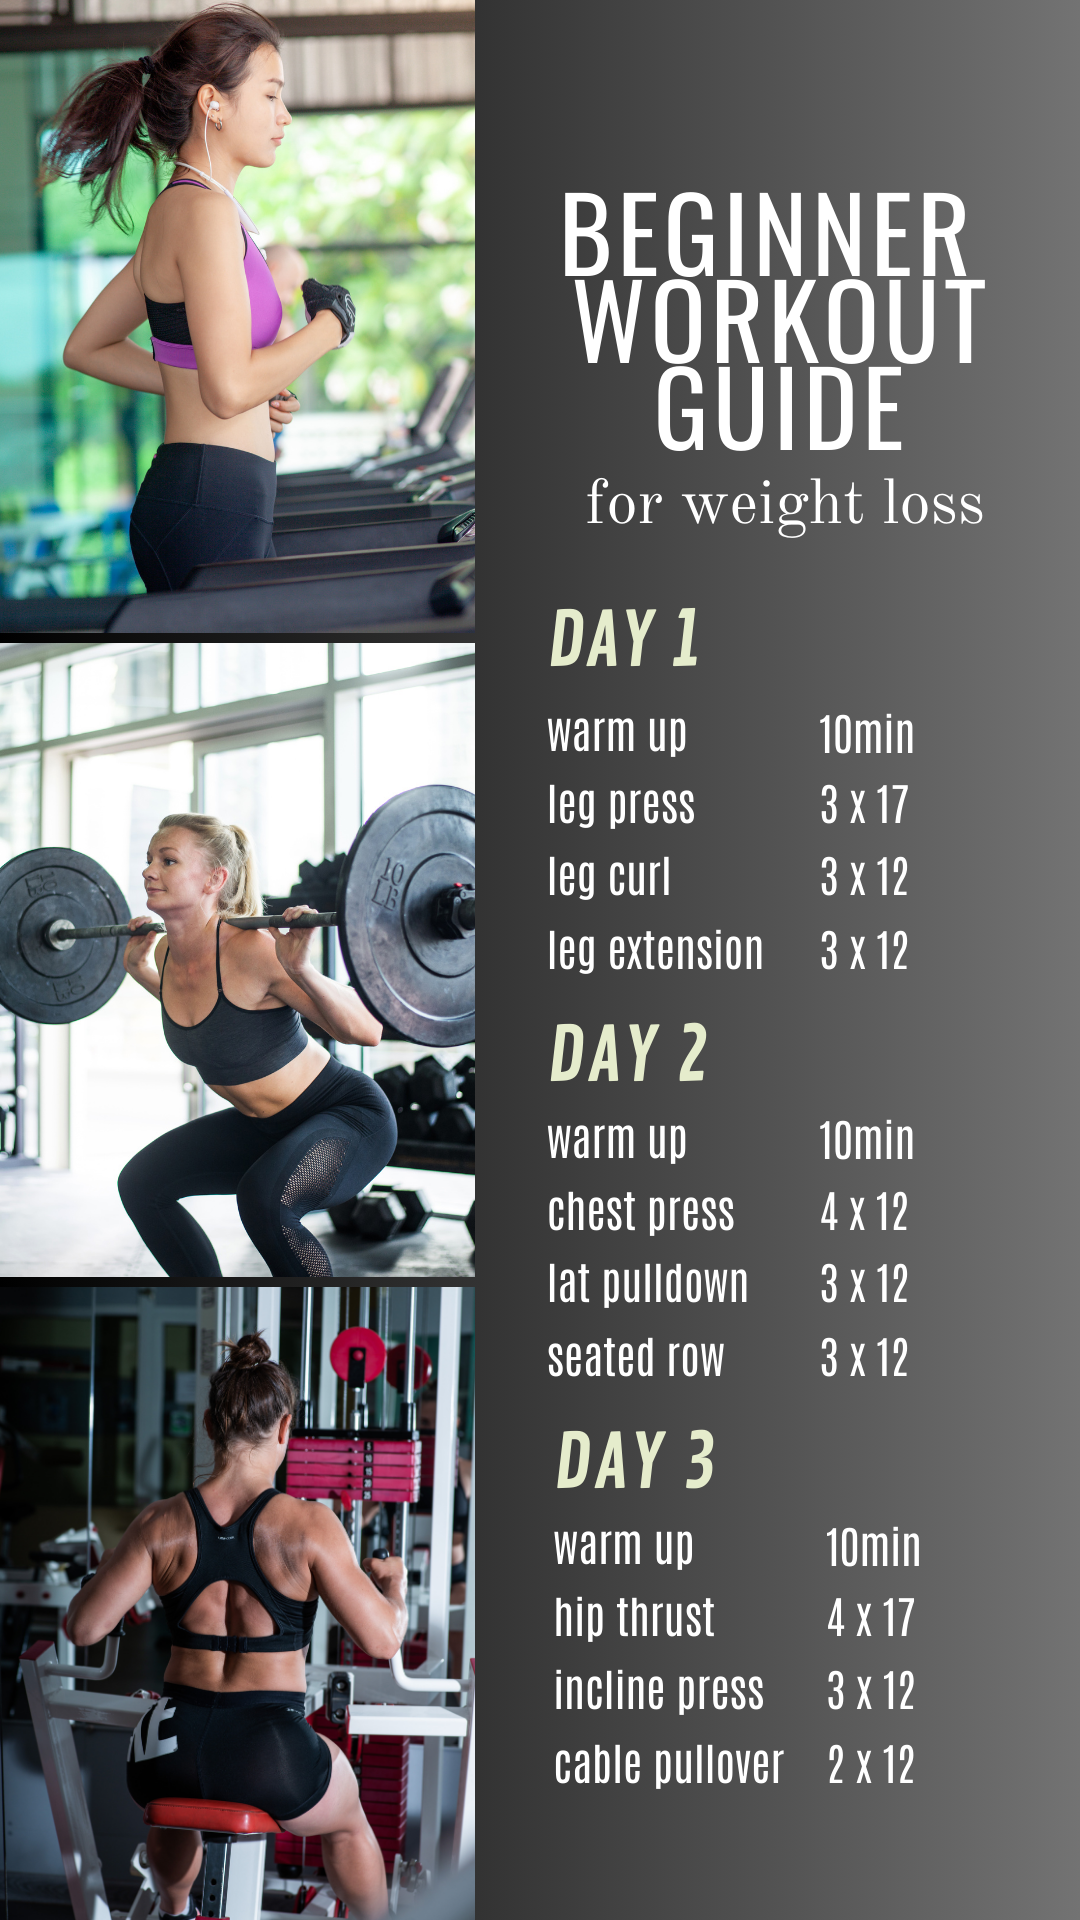 BEGINNER
WORKOUT
GUIDE
for weight loss
DAY 1
warm up 10min
leg press 3 x 17
leg curl 3 x 12
leg extension 3 x 12
10
LB
DAY 2
warm up 10min
chest press 4 x 12
lat pulldown 3 x 12
seated row 3 x 12
DAY 3
warm up 10min
hip thrust 4 x 17
incline press 3 x 12
cable pullover 2 x 12